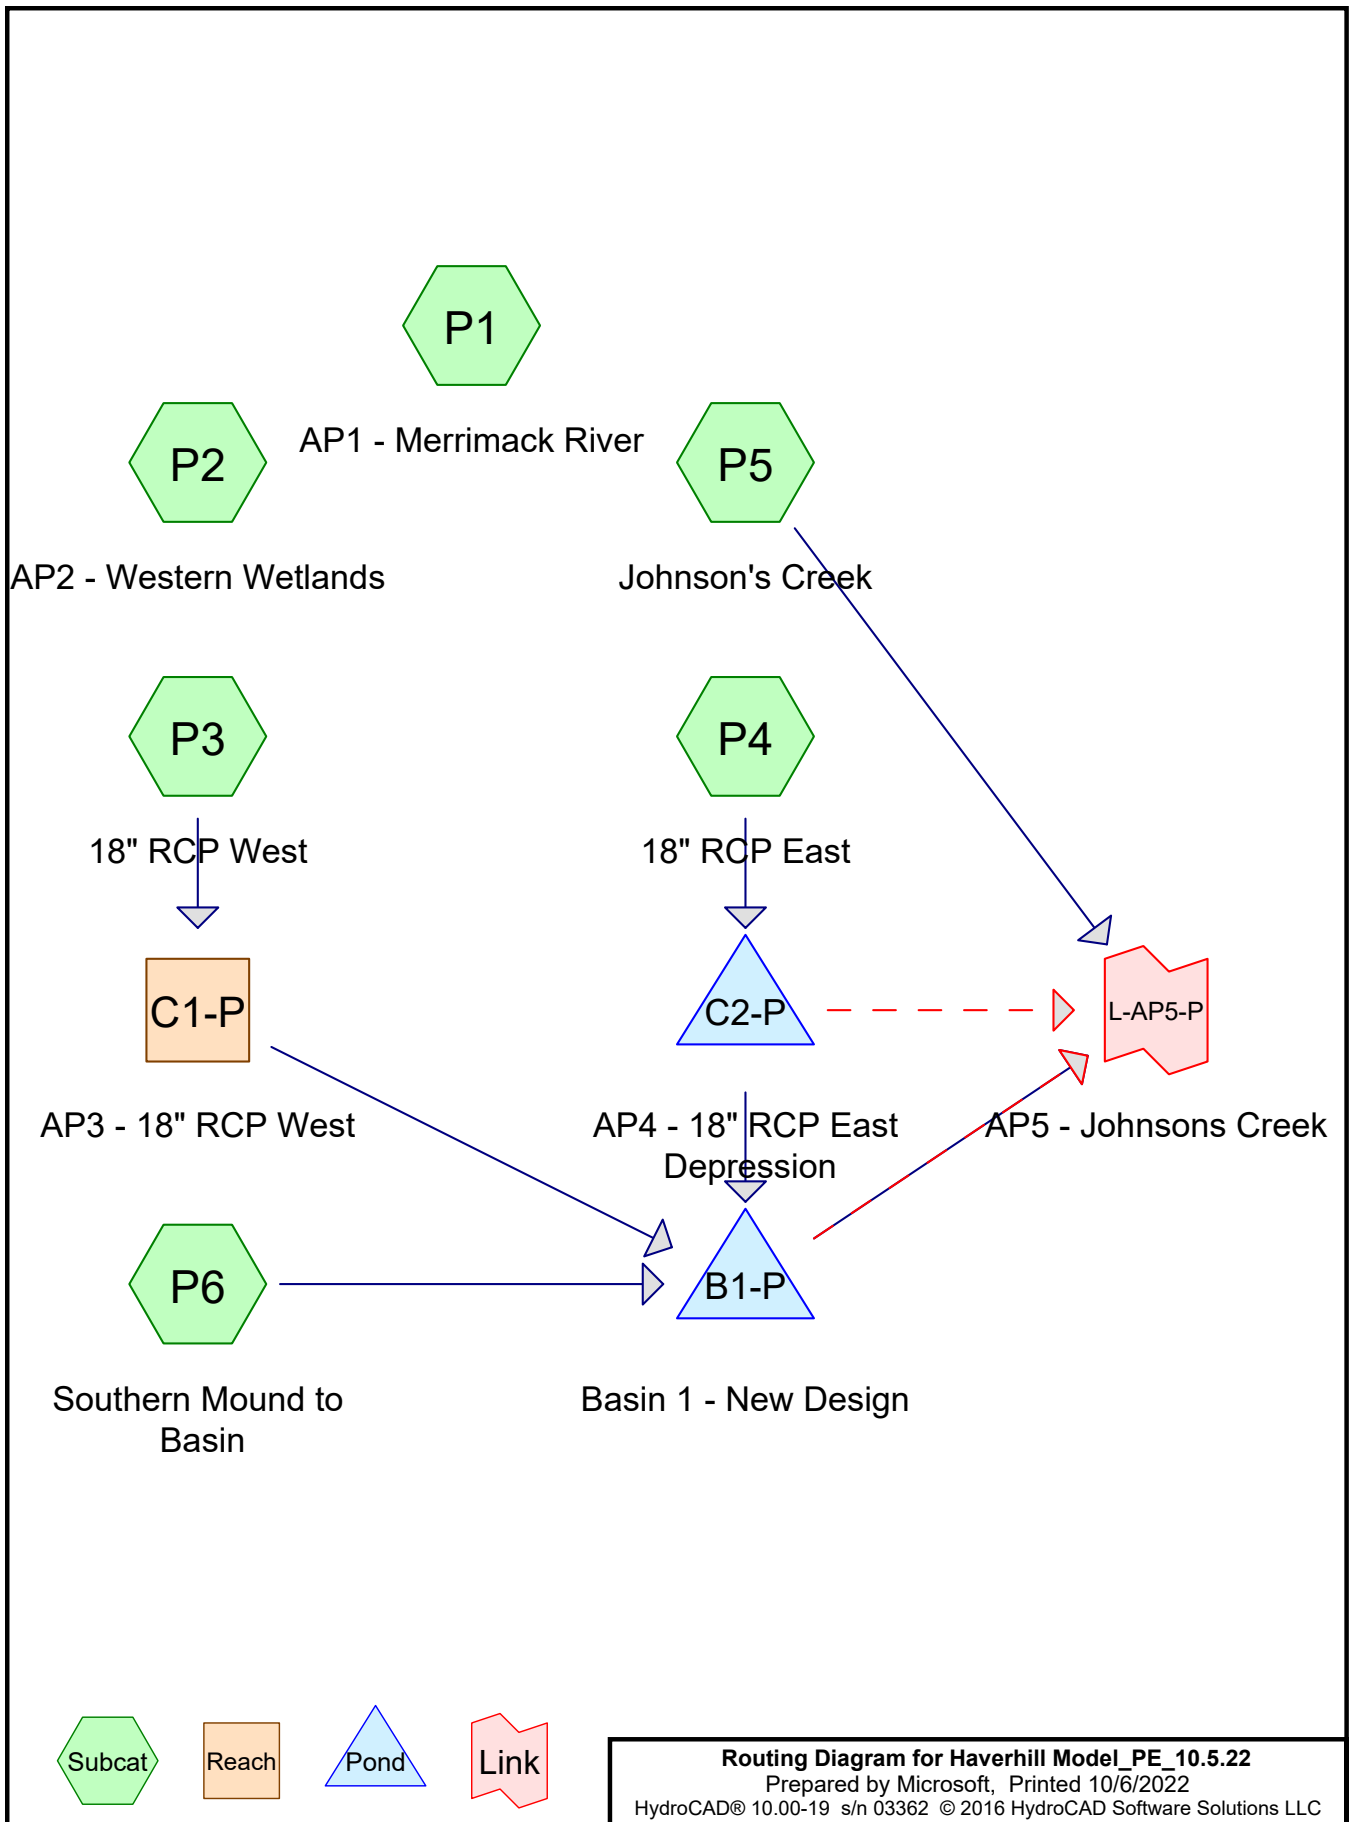 P1
AP1 - Merrimack River
P2
AP2 - Western Wetlands
P5
Johnson's Creek
P3
18" RCP West
P4
18" RCP East
C1-P
AP3 - 18" RCP West
C2-P
AP4 - 18" RCP East
Depression
L-AP5-P
AP5 - Johnsons Creek
P6
Southern Mound to
Basin
B1-P
Basin 1 - New Design
Subcat
Reach
Pond
Link
Routing Diagram for Haverhill Model_PE_10.5.22
Prepared by Microsoft, Printed 10/6/2022
HydroCAD® 10.00-19 s/n 03362 © 2016 HydroCAD Software Solutions LLC